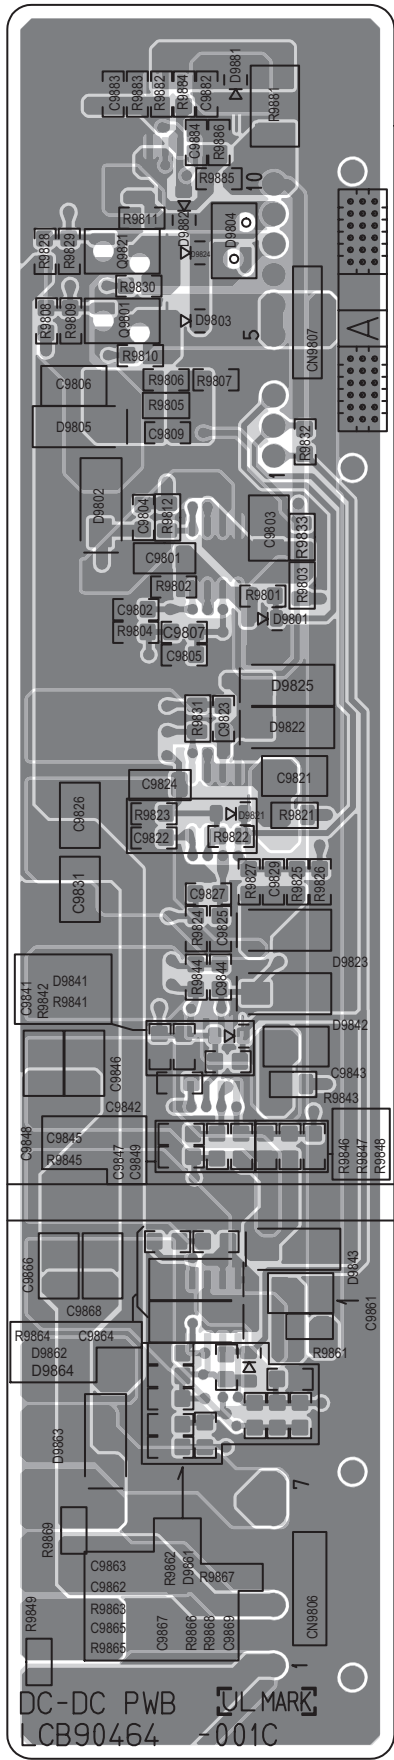 C9883
R9883
R9882
R9884
C9882
D9881
R9881
C9884
R9886
R9885
10
R9811
D9882
D9804
R9828
R9829
Q9821
D9824
R9830
R9808
R9809
Q9801
D9803
5
CN9807
A
R9810
C9806
R9806
R9807
D9805
R9805
C9809
R9832
1
D9802
C9804
R9812
C9803
R9833
C9801
R9802
R9803
R9801
C9802
D9801
R9804
C9807
C9805
D9825
R9831
C9823
D9822
C9824
C9821
C9826
R9823
D9821
R9821
C9822
R9822
C9831
C9827
R9827
C9829
R9825
R9826
R9824
C9825
D9823
R9844
C9844
C9841
R9842
D9841
R9841
D9842
C9846
C9843
R9843
C9842
C9848
C9845
R9845
C9847
C9849
R9846
R9847
R9848
C9866
C9868
D9843
C9861
R9864
C9864
D9862
D9864
R9861
D9863
7
R9869
C9863
C9862
R9862
D9861
R9867
R9863
C9865
R9865
C9867
R9866
R9868
C9869
R9849
CN9806
1
DC-DC PWB
UL MARK
LCB90464 -001C